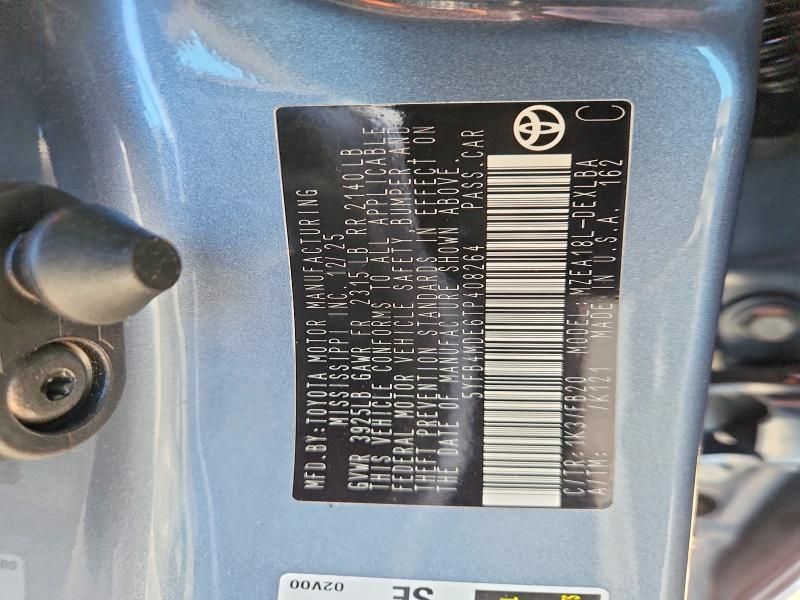 MFD.BY:TOYOTA MOTOR MANUFACTURING
MISSISSIPPI INC. 12/25
GVWR 3925LB GAWR FR 2315LB RR 2140LB
THIS VEHICLE CONFORMS TO ALL APPLICABLE
FEDERAL MOTOR VEHICLE SAFETY BUMPER AND
THEFT PREVENTION STANDARDS IN EFFECT ON
THE DATE OF MANUFACTURE SHOWN ABOVE.
5YFB4MDE6TP408264 PASS.CAR
C/TR:1K3/FB20 MODEL:MZEA18L-DEXLBA
A/TM: /K121 MADE IN U.S.A. 162
C
02V00
SE